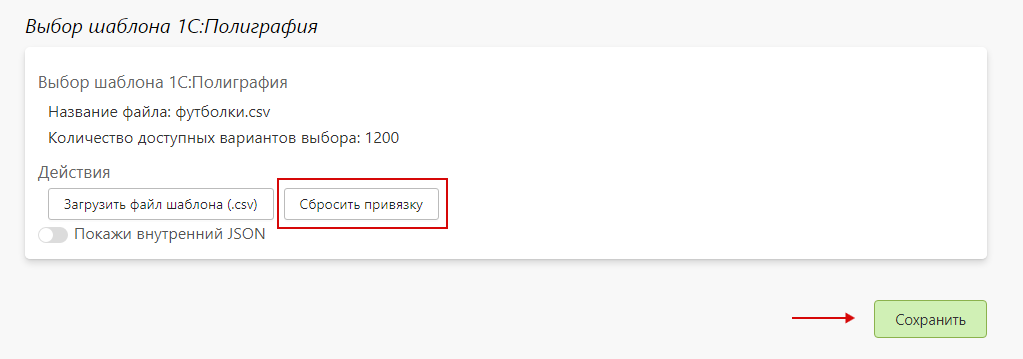 Выбор шаблона 1С:Полиграфия
Выбор шаблона 1С:Полиграфия
Название файла: футболки.csv
Количество доступных вариантов выбора: 1200
Действия
Загрузить файл шаблона (.csv) Сбросить привязку
Покажи внутренний JSON
Сохранить